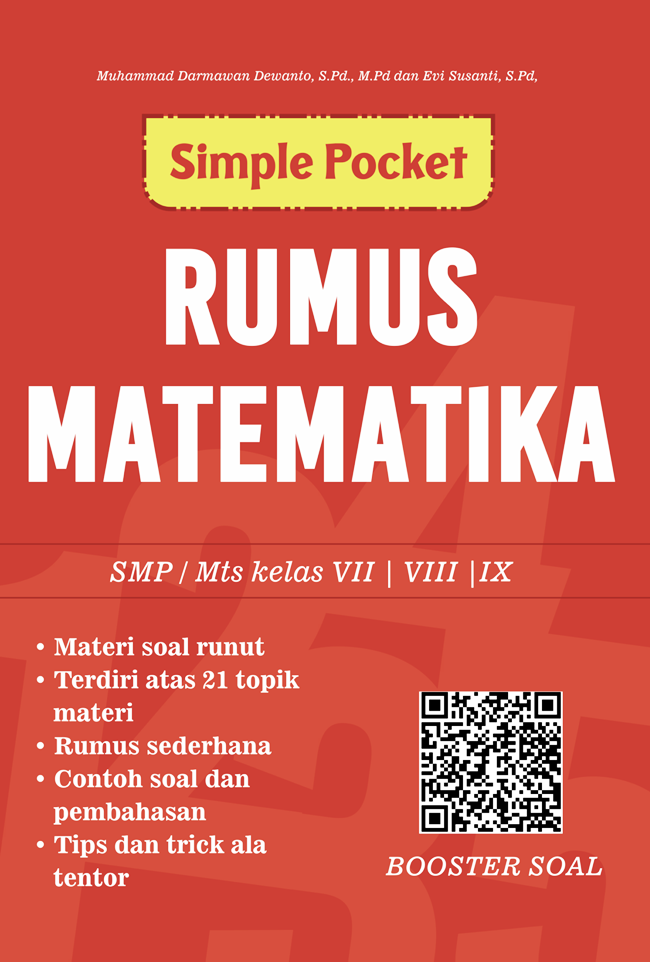 Muhammad Darmawan Dewanto, S.Pd., M.Pd dan Evi Susanti, S.Pd,
Simple Pocket
RUMUS
MATEMATIKA
SMP / Mts kelas VII | VIII |IX
• Materi soal runut
• Terdiri atas 21 topik
materi
• Rumus sederhana
• Contoh soal dan
pembahasan
• Tips dan trick ala
tentor
BOOSTER SOAL